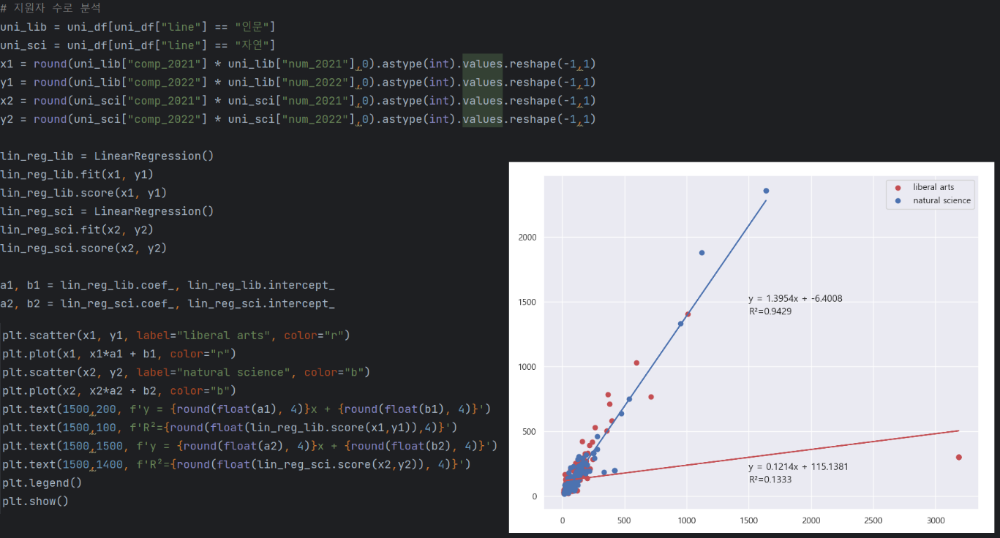 # 지원자 수로 분석
uni_lib = uni_df[uni_df["line"] == "인문"]
uni_sci = uni_df[uni_df["line"] == "자연"]
x1 = round(uni_lib["comp_2021"] * uni_lib["num_2021"],0).astype(int).values.reshape(-1,1)
y1 = round(uni_lib["comp_2022"] * uni_lib["num_2022"],0).astype(int).values.reshape(-1,1)
x2 = round(uni_sci["comp_2021"] * uni_sci["num_2021"],0).astype(int).values.reshape(-1,1)
y2 = round(uni_sci["comp_2022"] * uni_sci["num_2022"],0).astype(int).values.reshape(-1,1)
lin_reg_lib = LinearRegression()
lin_reg_lib.fit(x1, y1)
lin_reg_lib.score(x1, y1)
lin_reg_sci = LinearRegression()
lin_reg_sci.fit(x2, y2)
lin_reg_sci.score(x2, y2)
a1, b1 = lin_reg_lib.coef_, lin_reg_lib.intercept_
a2, b2 = lin_reg_sci.coef_, lin_reg_sci.intercept_
plt.scatter(x1, y1, label="liberal arts", color="r")
plt.plot(x1, x1*a1 + b1, color="r")
plt.scatter(x2, y2, label="natural science", color="b")
plt.plot(x2, x2*a2 + b2, color="b")
plt.text(1500,200, f'y = {round(float(a1), 4)}x + {round(float(b1), 4)}')
plt.text(1500,100, f'R²={round(float(lin_reg_lib.score(x1,y1)),4)}')
plt.text(1500,1500, f'y = {round(float(a2), 4)}x + {round(float(b2), 4)}')
plt.text(1500,1400, f'R²={round(float(lin_reg_sci.score(x2,y2)), 4)}')
plt.legend()
plt.show()
liberal arts
natural science
2000
1500
1000
500
0
y = 1.3954x + -6.4008
R²=0.9429
y = 0.1214x + 115.1381
R²=0.1333
0 500 1000 1500 2000 2500 3000